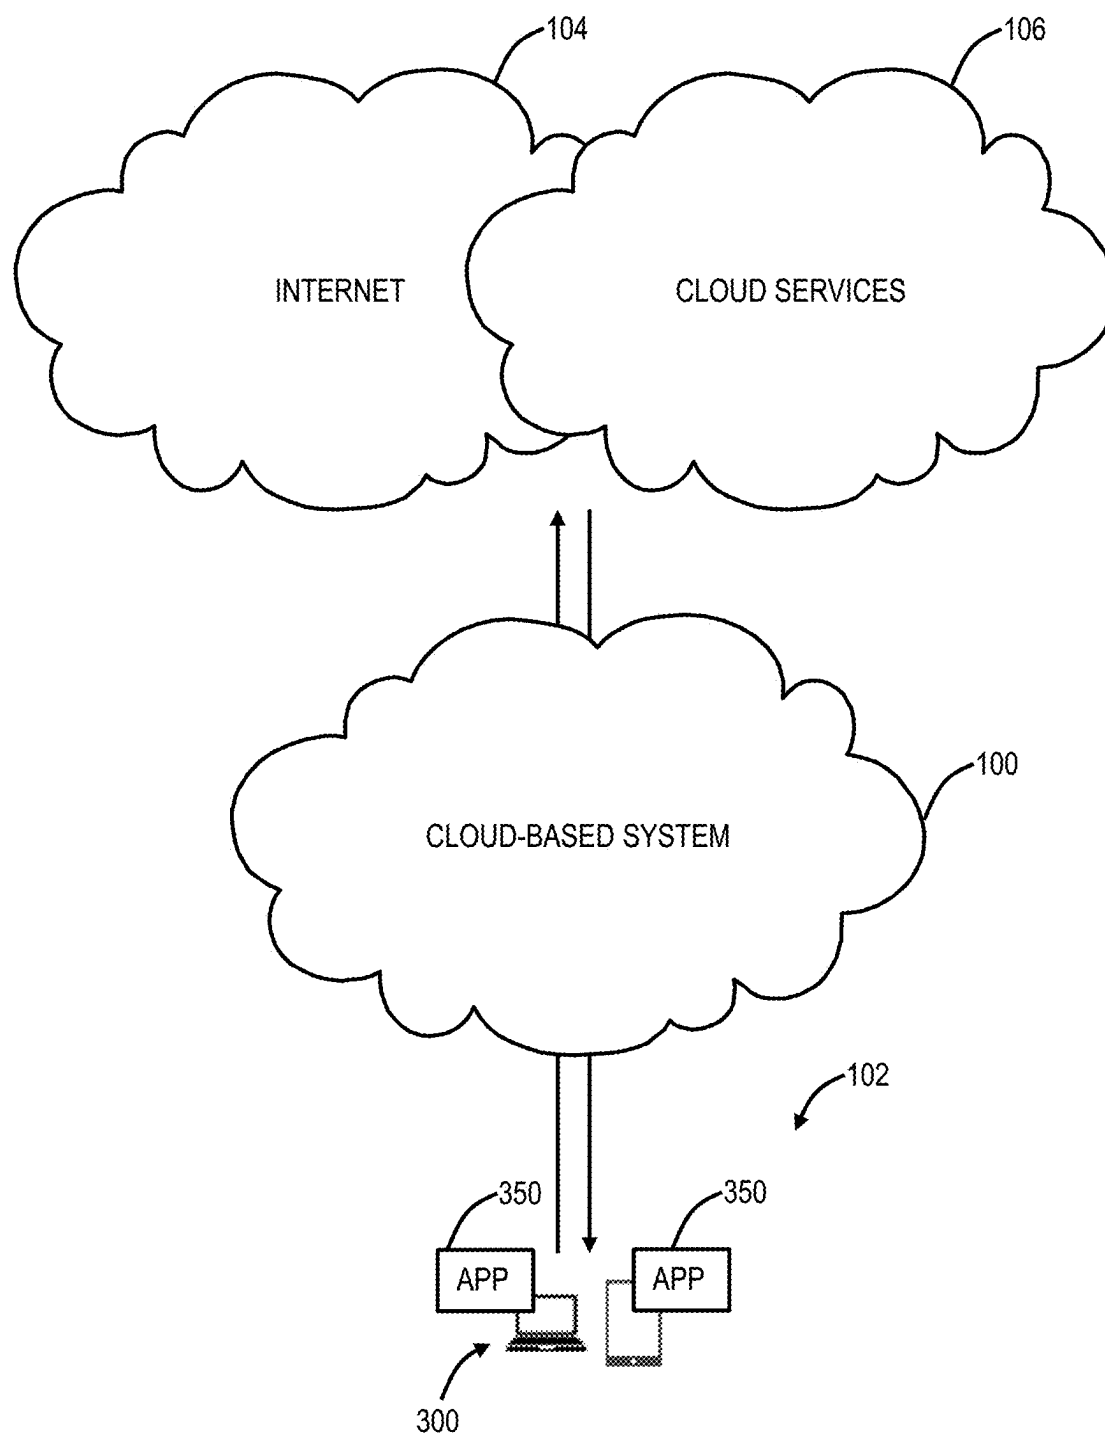 104
106
INTERNET
CLOUD SERVICES
100
CLOUD-BASED SYSTEM
102
350
350
APP
APP
300